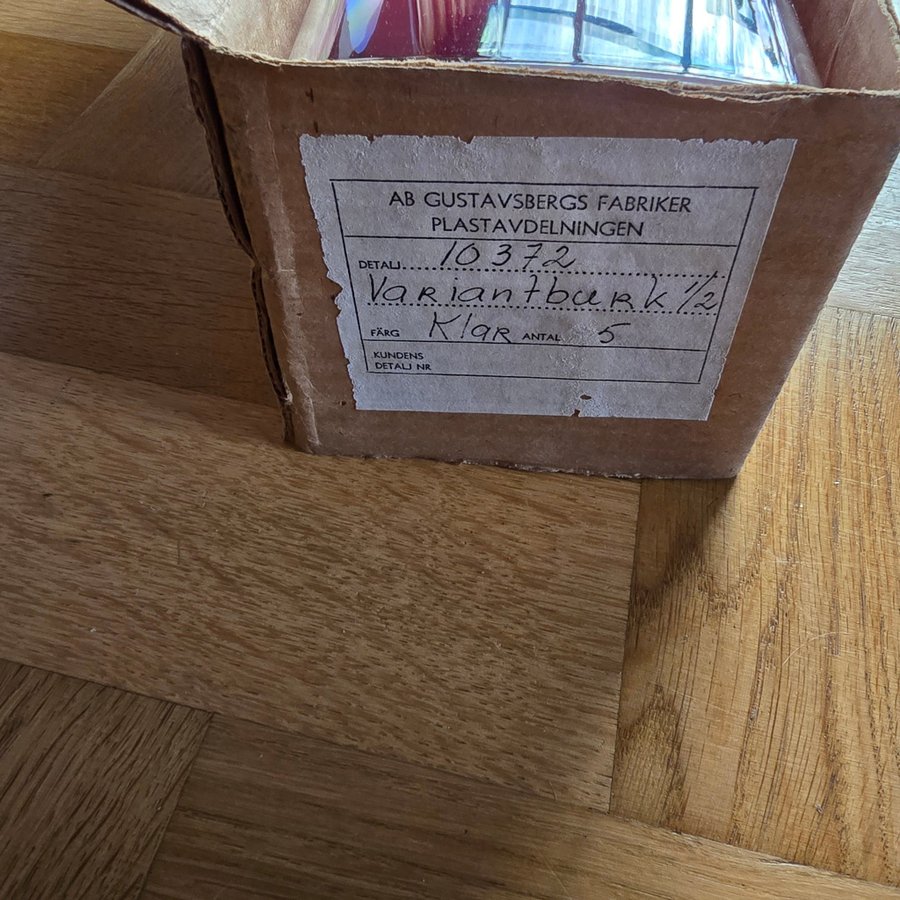 AB GUSTAVSBERGS FABRIKER
PLASTAVDELNINGEN
DETALJ 10372
Variantburk 1/2
FÄRG Klar ANTAL 5
KUNDENS
DETALJ NR